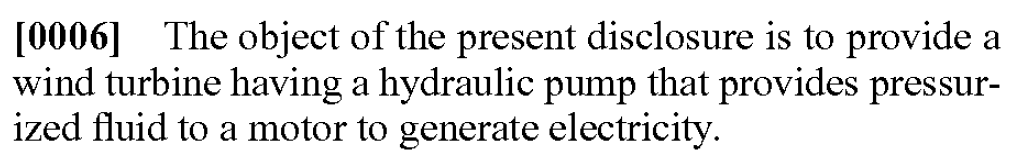 [0006] The object of the present disclosure is to provide a
wind turbine having a hydraulic pump that provides pressur-
ized fluid to a motor to generate electricity.